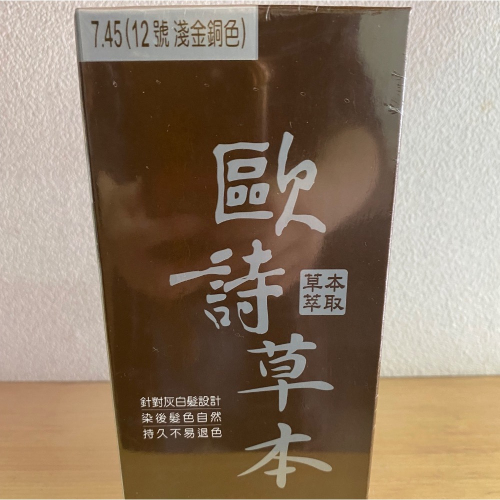 7.45(12號 淺金銅色)
歐詩草本
草本
萃取
針對灰白髮設計
染後髮色自然
持久不易退色